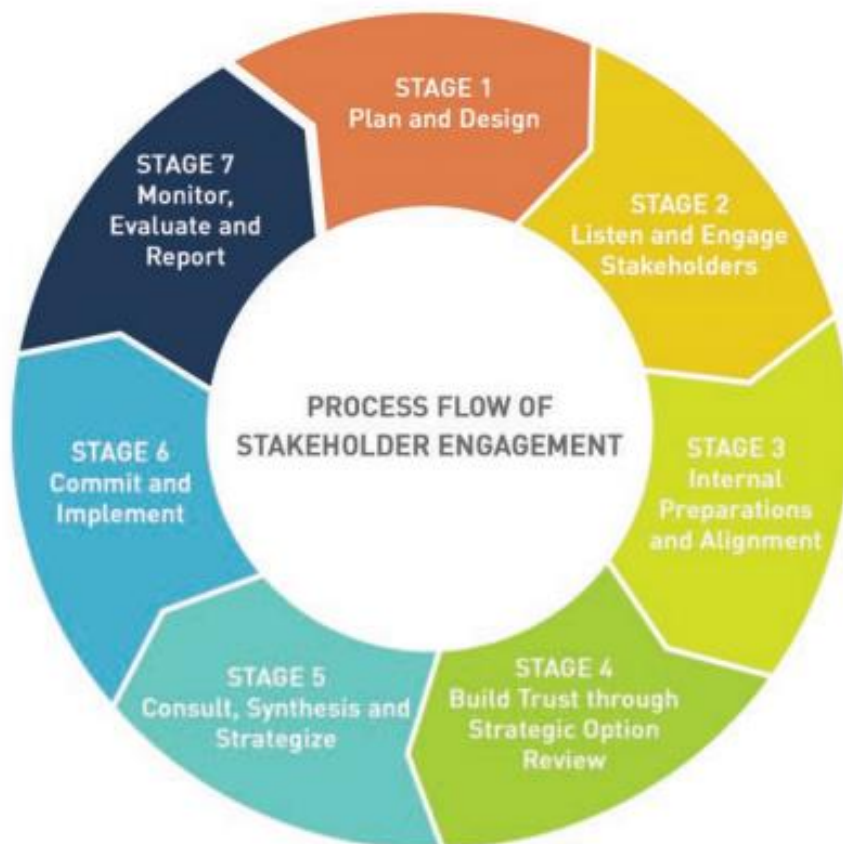 STAGE 1
Plan and Design
STAGE 2
Listen and Engage
Stakeholders
STAGE 3
Internal
Preparations
and Alignment
STAGE 4
Build Trust through
Strategic Option
Review
STAGE 5
Consult, Synthesis and
Strategize
STAGE 6
Commit and
Implement
STAGE 7
Monitor,
Evaluate and
Report
PROCESS FLOW OF
STAKEHOLDER ENGAGEMENT